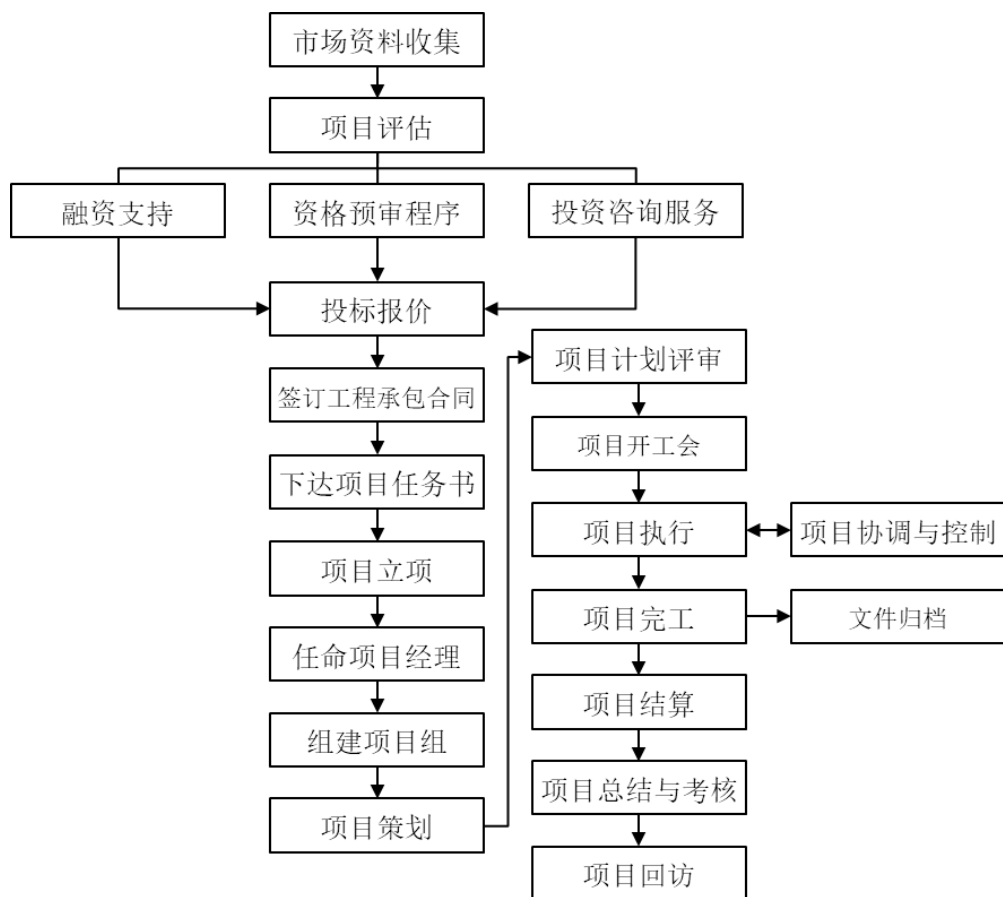 市场资料收集
项目评估
融资支持
资格预审程序
投资咨询服务
投标报价
签订工程承包合同
下达项目任务书
项目立项
任命项目经理
组建项目组
项目策划
项目计划评审
项目开工会
项目执行
项目协调与控制
项目完工
文件归档
项目结算
项目总结与考核
项目回访